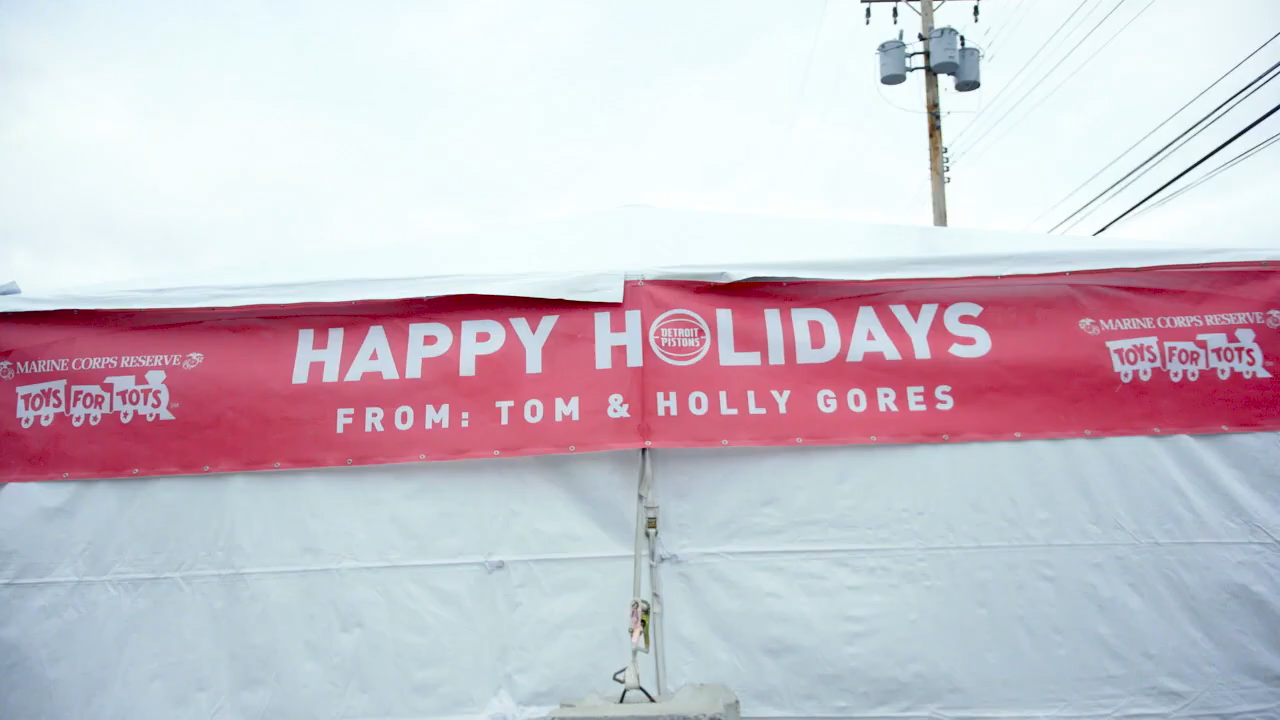 HAPPY HOLIDAYS
DETROIT
PISTONS
FROM: TOM & HOLLY GORES
MARINE CORPS RESERVE
TOYS FOR TOTS
MARINE CORPS RESERVE
TOYS FOR TOTS